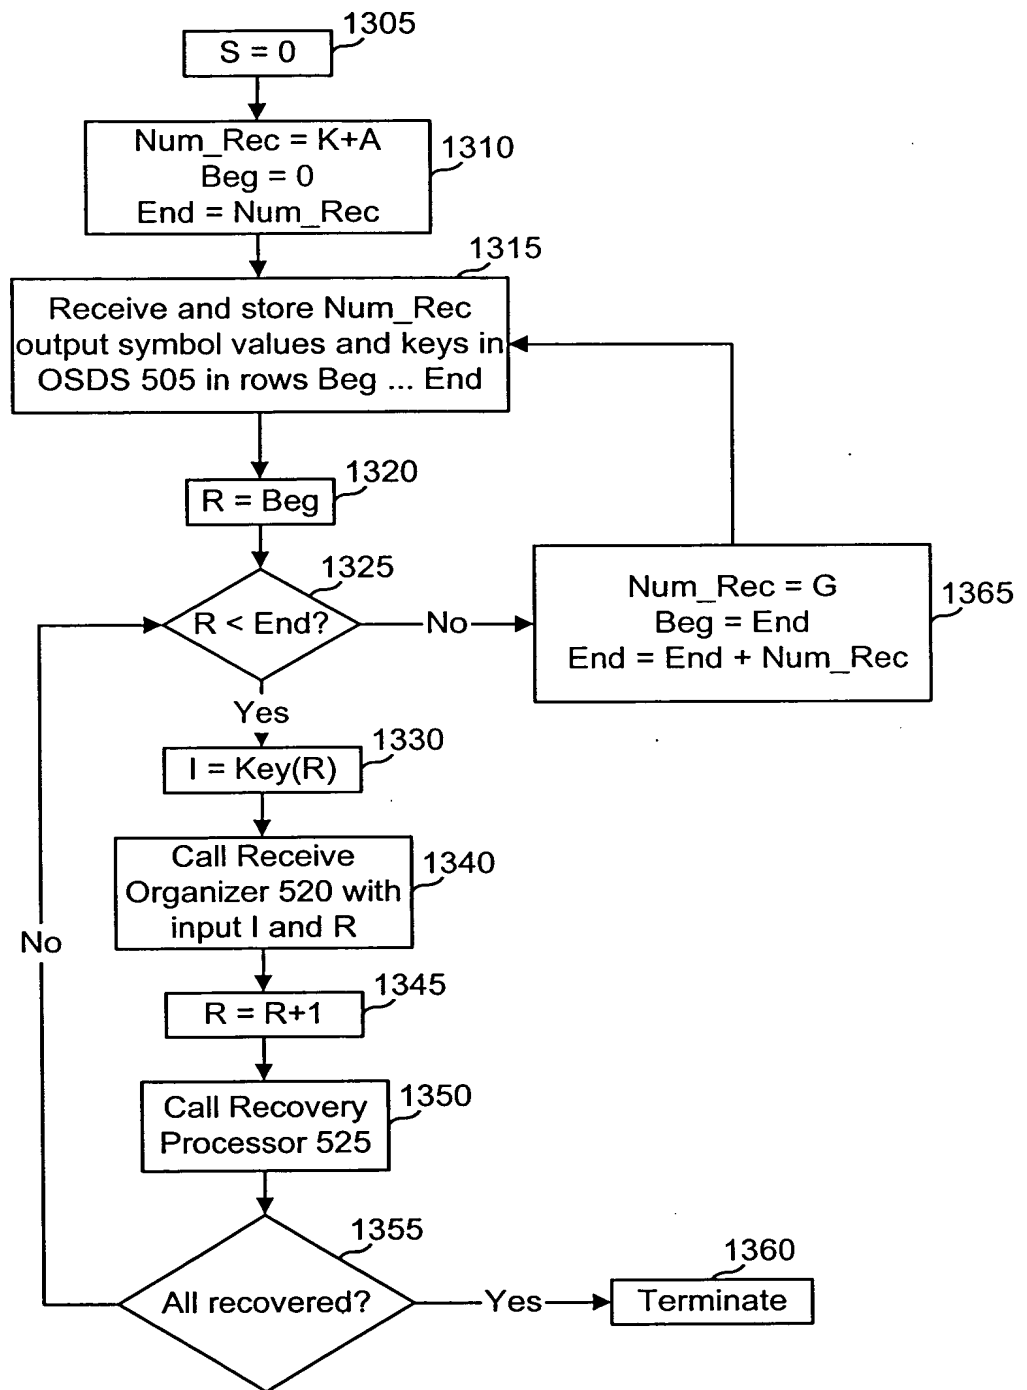 1305
S = 0
Num_Rec = K+A
Beg = 0
End = Num_Rec
1310
1315
Receive and store Num_Rec
output symbol values and keys in
OSDS 505 in rows Beg ... End
1320
R = Beg
1325
R < End?
No
Num_Rec = G
Beg = End
End = End + Num_Rec
1365
Yes
1330
I = Key(R)
Call Receive
Organizer 520 with
input I and R
1340
No
1345
R = R+1
Call Recovery
Processor 525
1350
1355
All recovered?
Yes
1360
Terminate